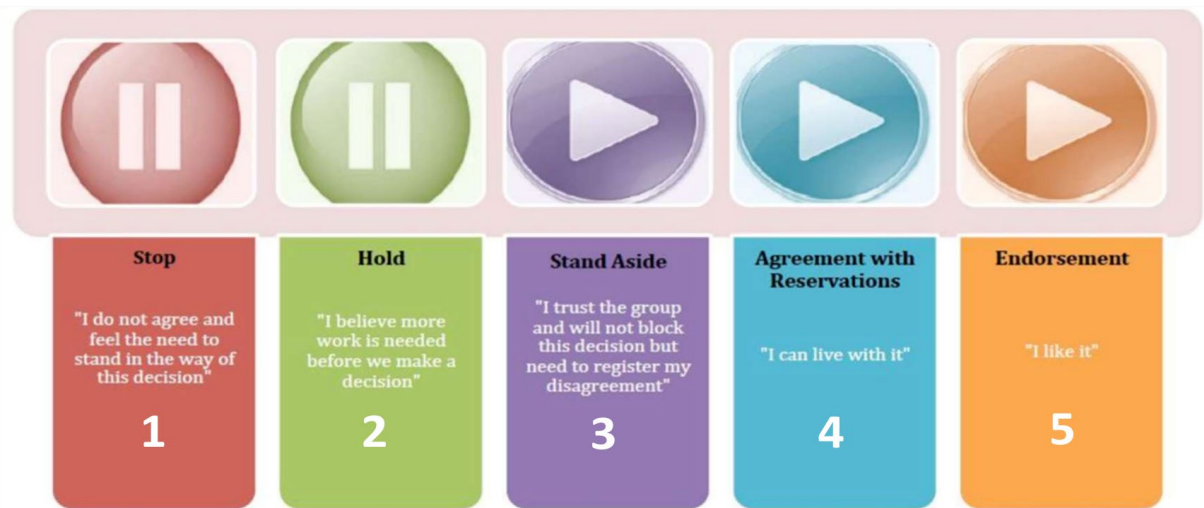 Stop
"I do not agree and
feel the need to
stand in the way of
this decision"
1
Hold
"I believe more
work is needed
before we make a
decision"
2
Stand Aside
"I trust the group
and will not block
this decision but
need to register my
disagreement"
3
Agreement with
Reservations
"I can live with it"
4
Endorsement
"I like it"
5